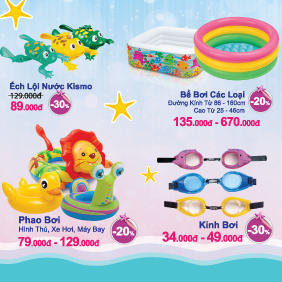 Ếch Lội Nước Kismo
129.000đ
89.000đ
-30%
Bể Bơi Các Loại
Đường Kính Từ 86 - 160cm
Cao Từ 25 - 46cm
135.000đ - 670.000đ
-20%
Phao Bơi
Hình Thú, Xe Hơi, Máy Bay
79.000đ - 129.000đ
-20%
Kính Bơi
34.000đ - 49.000đ
-30%